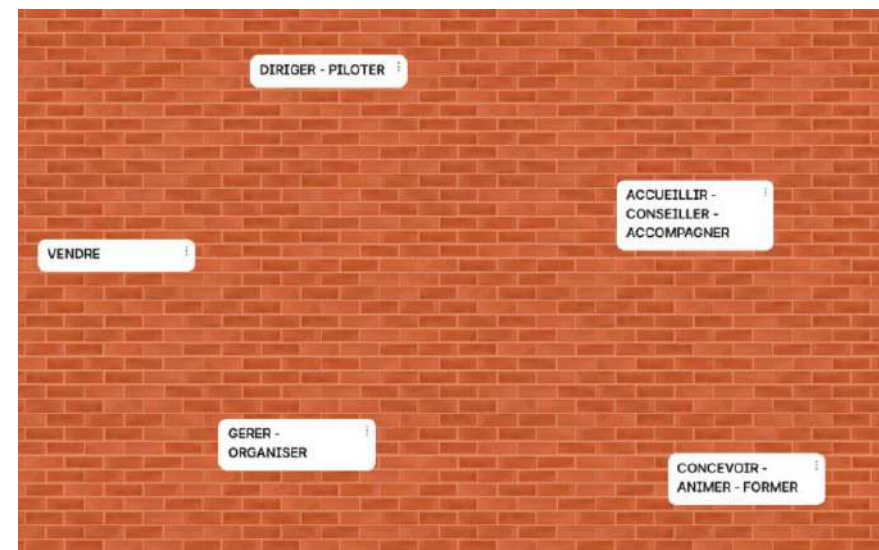 DIRIGER - PILOTER
ACCUEILLIR -
CONSEILLER -
ACCOMPAGNER
VENDRE
GERER -
ORGANISER
CONCEVOIR -
ANIMER - FORMER